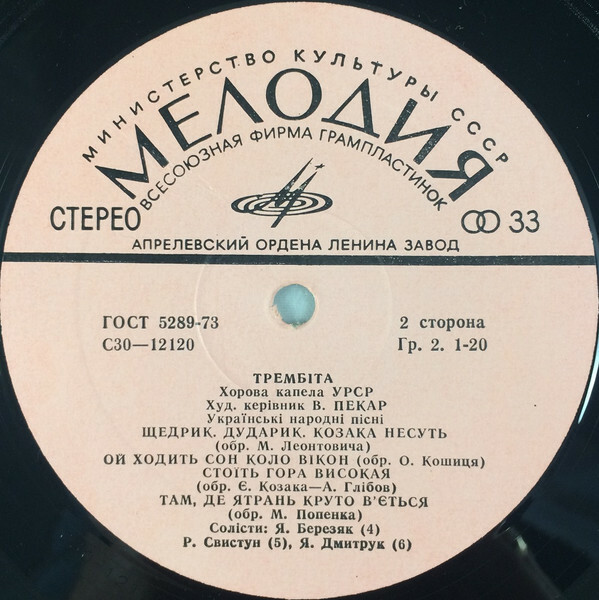 МИНИСТЕРСТВО КУЛЬТУРЫ СССР
МЕЛОДИЯ
ВСЕСОЮЗНАЯ ФИРМА ГРАМПЛАСТИНОК
СТЕРЕО
33
АПРЕЛЕВСКИЙ ОРДЕНА ЛЕНИНА ЗАВОД
ГОСТ 5289-73
2 сторона
С30—12120
Гр. 2. 1-20
ТРЕМБІТА
Хорова капела УРСР
Худ. керівник В. ПЕКАР
Українські народні пісні
ЩЕДРИК. ДУДАРИК. КОЗАКА НЕСУТЬ
(обр. М. Леонтовича)
ОЙ ХОДИТЬ СОН КОЛО ВІКОН (обр. О. Кошиця)
СТОЇТЬ ГОРА ВИСОКАЯ
(обр. Є. Козака—А. Глібов)
ТАМ, ДЕ ЯТРАНЬ КРУТО В'ЄТЬСЯ
(обр. М. Попенка)
Солісти: Я. Березяк (4)
Р. Свистун (5), Я. Дмитрук (6)